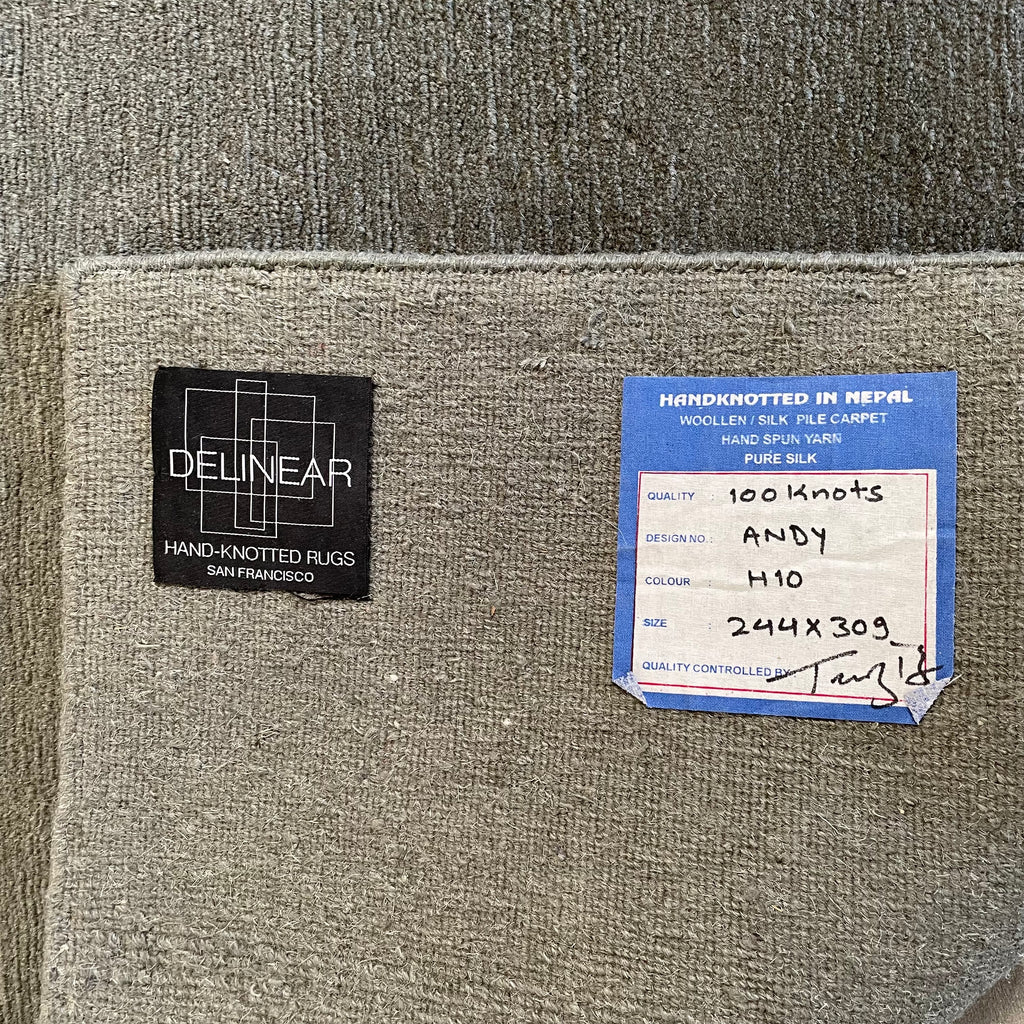 DELINEAR
HAND-KNOTTED RUGS
SAN FRANCISCO
HANDKNOTTED IN NEPAL
WOOLLEN / SILK PILE CARPET
HAND SPUN YARN
PURE SILK
QUALITY : 100 Knots
DESIGN NO.: ANDY
COLOUR : H10
SIZE : 244X309
QUALITY CONTROLLED BY